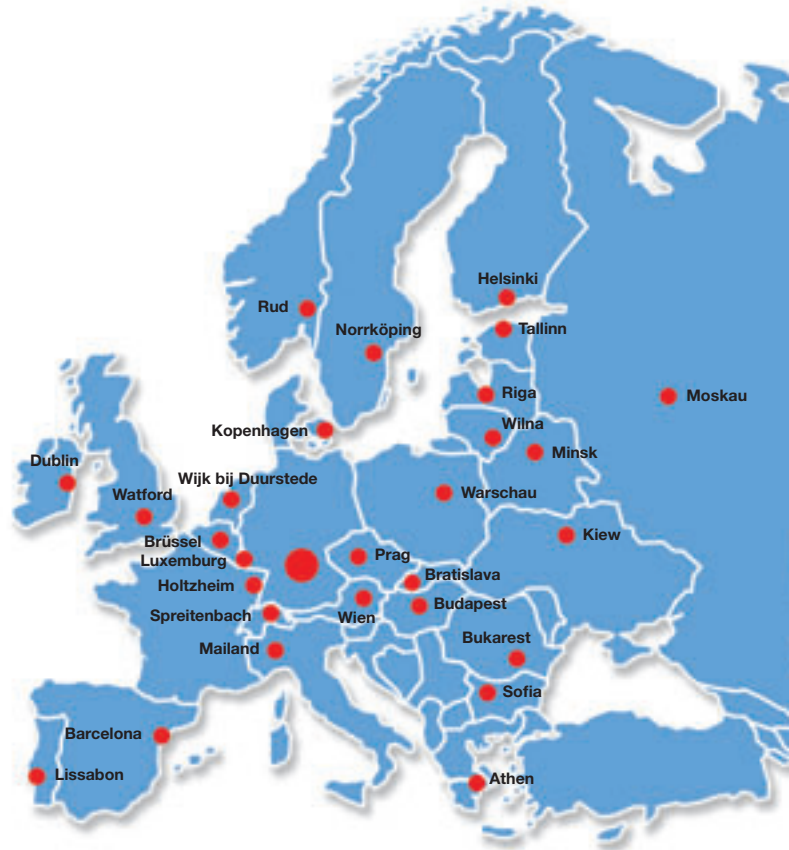 Helsinki
Rud
Tallinn
Norrköping
Riga
Moskau
Wilna
Kopenhagen
Minsk
Dublin
Wijk bij Duurstede
Watford
Warschau
Kiew
Brüssel
Prag
Luxemburg
Bratislava
Holtzheim
Budapest
Spreitenbach
Wien
Bukarest
Mailand
Sofia
Barcelona
Lissabon
Athen